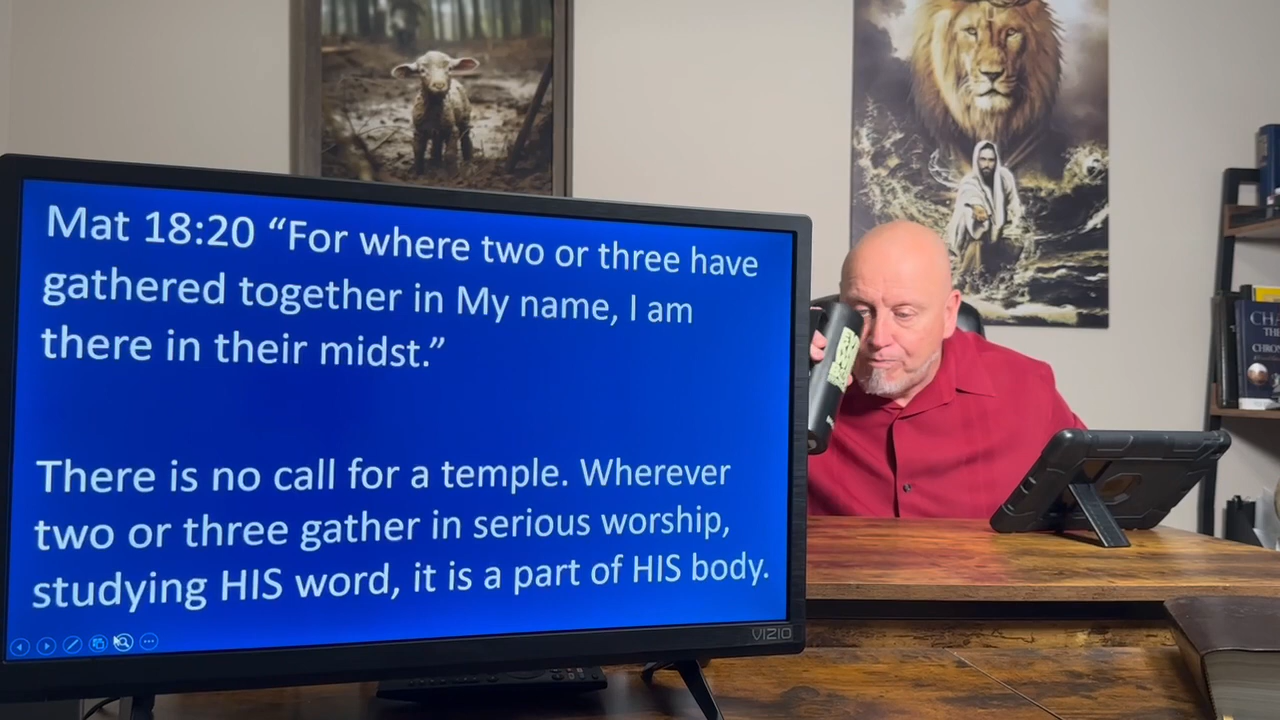 Mat 18:20 “For where two or three have
gathered together in My name, I am
there in their midst.”
There is no call for a temple. Wherever
two or three gather in serious worship,
studying HIS word, it is a part of HIS body.
VIZIO